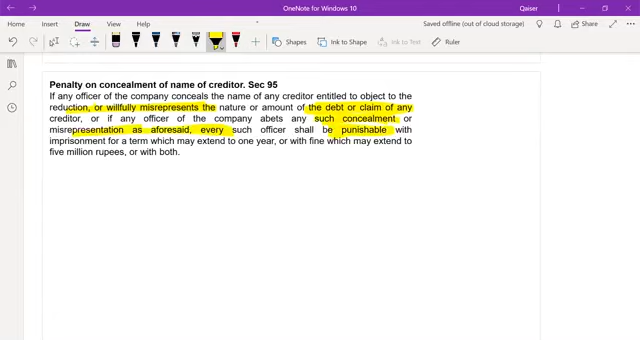 OneNote for Windows 10
Qaiser
Home Insert Draw View Help
Saved offline (out of cloud storage)
Share
Shapes Ink to Shape Ink to Text Ruler
Penalty on concealment of name of creditor. Sec 95
If any officer of the company conceals the name of any creditor entitled to object to the
reduction, or willfully misrepresents the nature or amount of the debt or claim of any
creditor, or if any officer of the company abets any such concealment or
misrepresentation as aforesaid, every such officer shall be punishable with
imprisonment for a term which may extend to one year, or with fine which may extend to
five million rupees, or with both.